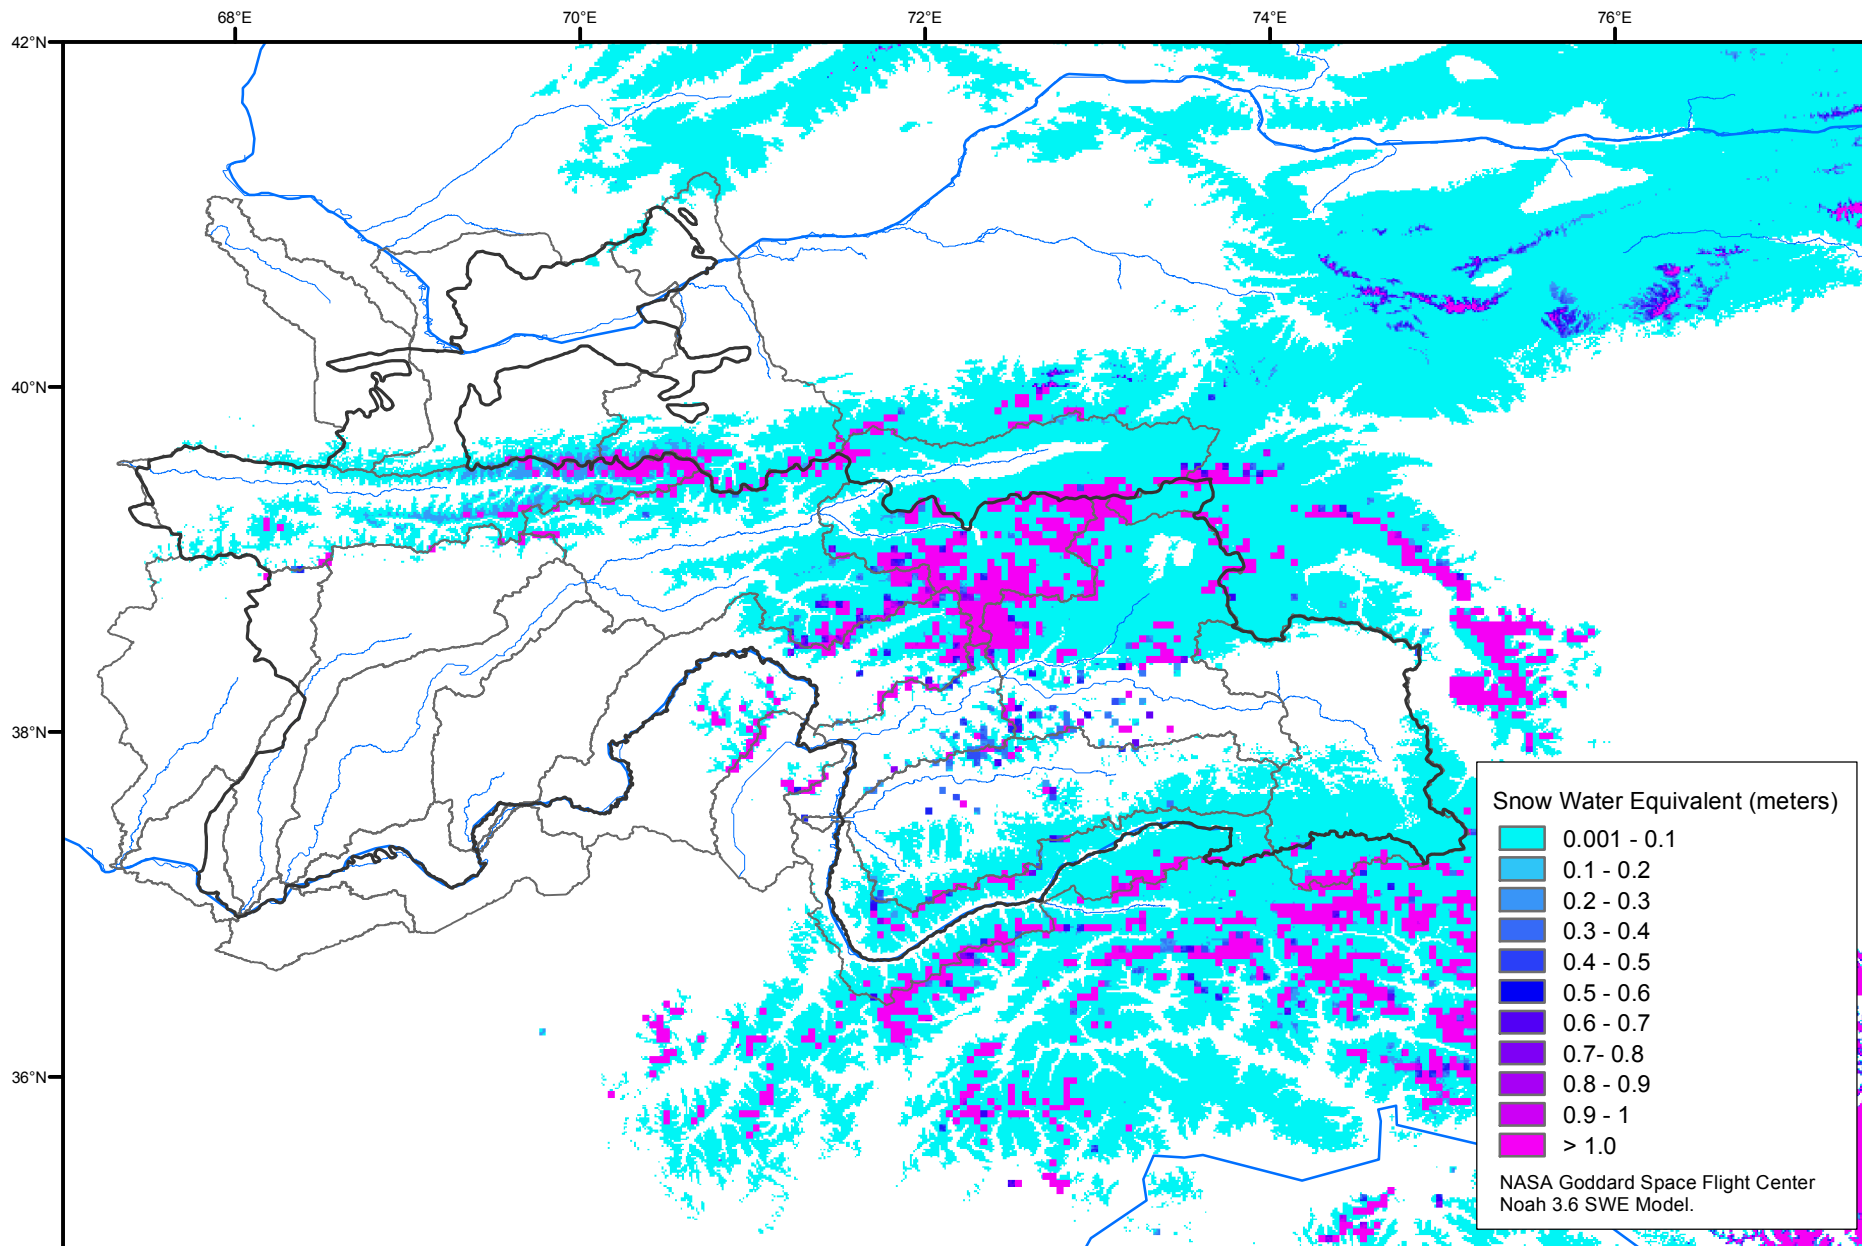 68°E
70°E
72°E
74°E
76°E
42°N
40°N
38°N
36°N
Snow Water Equivalent (meters)
0.001 - 0.1
0.1 - 0.2
0.2 - 0.3
0.3 - 0.4
0.4 - 0.5
0.5 - 0.6
0.6 - 0.7
0.7- 0.8
0.8 - 0.9
0.9 - 1
> 1.0
NASA Goddard Space Flight Center
Noah 3.6 SWE Model.